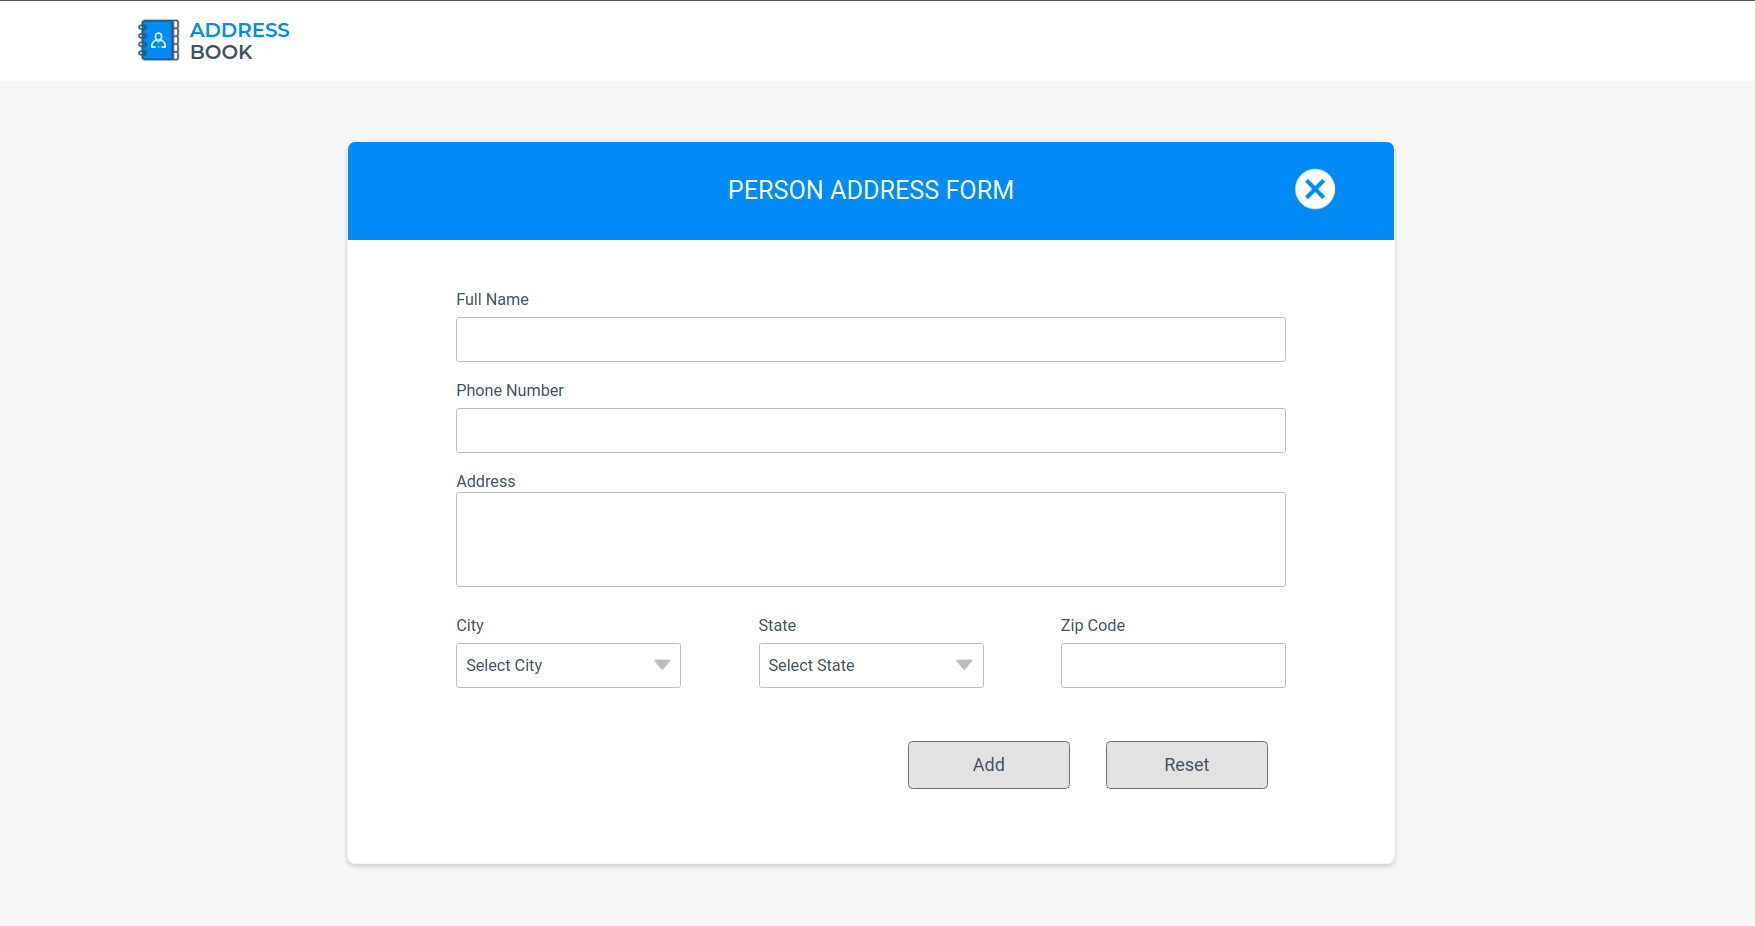 ADDRESS
BOOK
PERSON ADDRESS FORM
Full Name
Phone Number
Address
City State Zip Code
Select City Select State
Add Reset